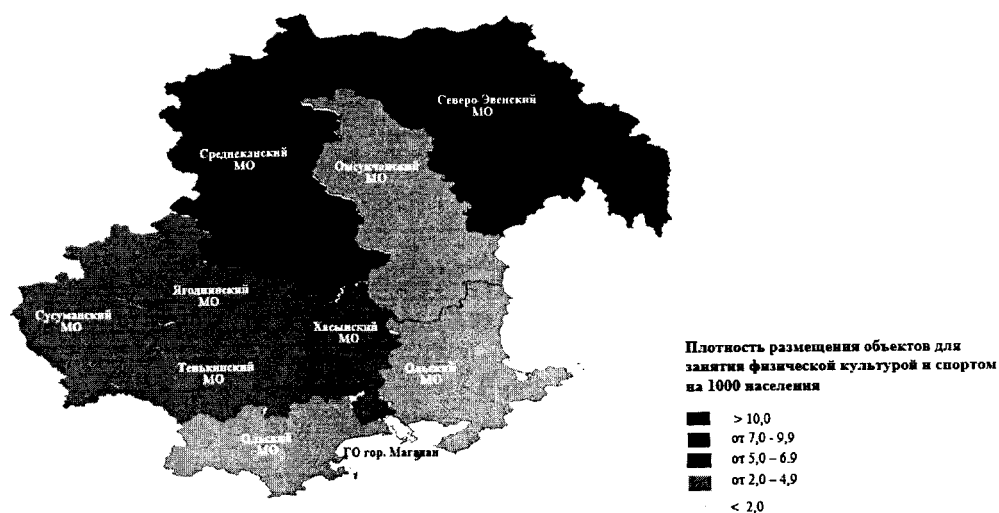 Северо-Эвенский
МО
Среднеканский
МО
Омсукчанский
МО
Ягоднинский
МО
Сусуманский
МО
Хасынский
МО
Тенькинский
МО
Ольский
МО
Ольский
МО
ГО гор. Магадан
Плотность размещения объектов для
занятия физической культурой и спортом
на 1000 населения
> 10,0
от 7,0 - 9,9
от 5,0 – 6.9
от 2,0 – 4,9
< 2,0